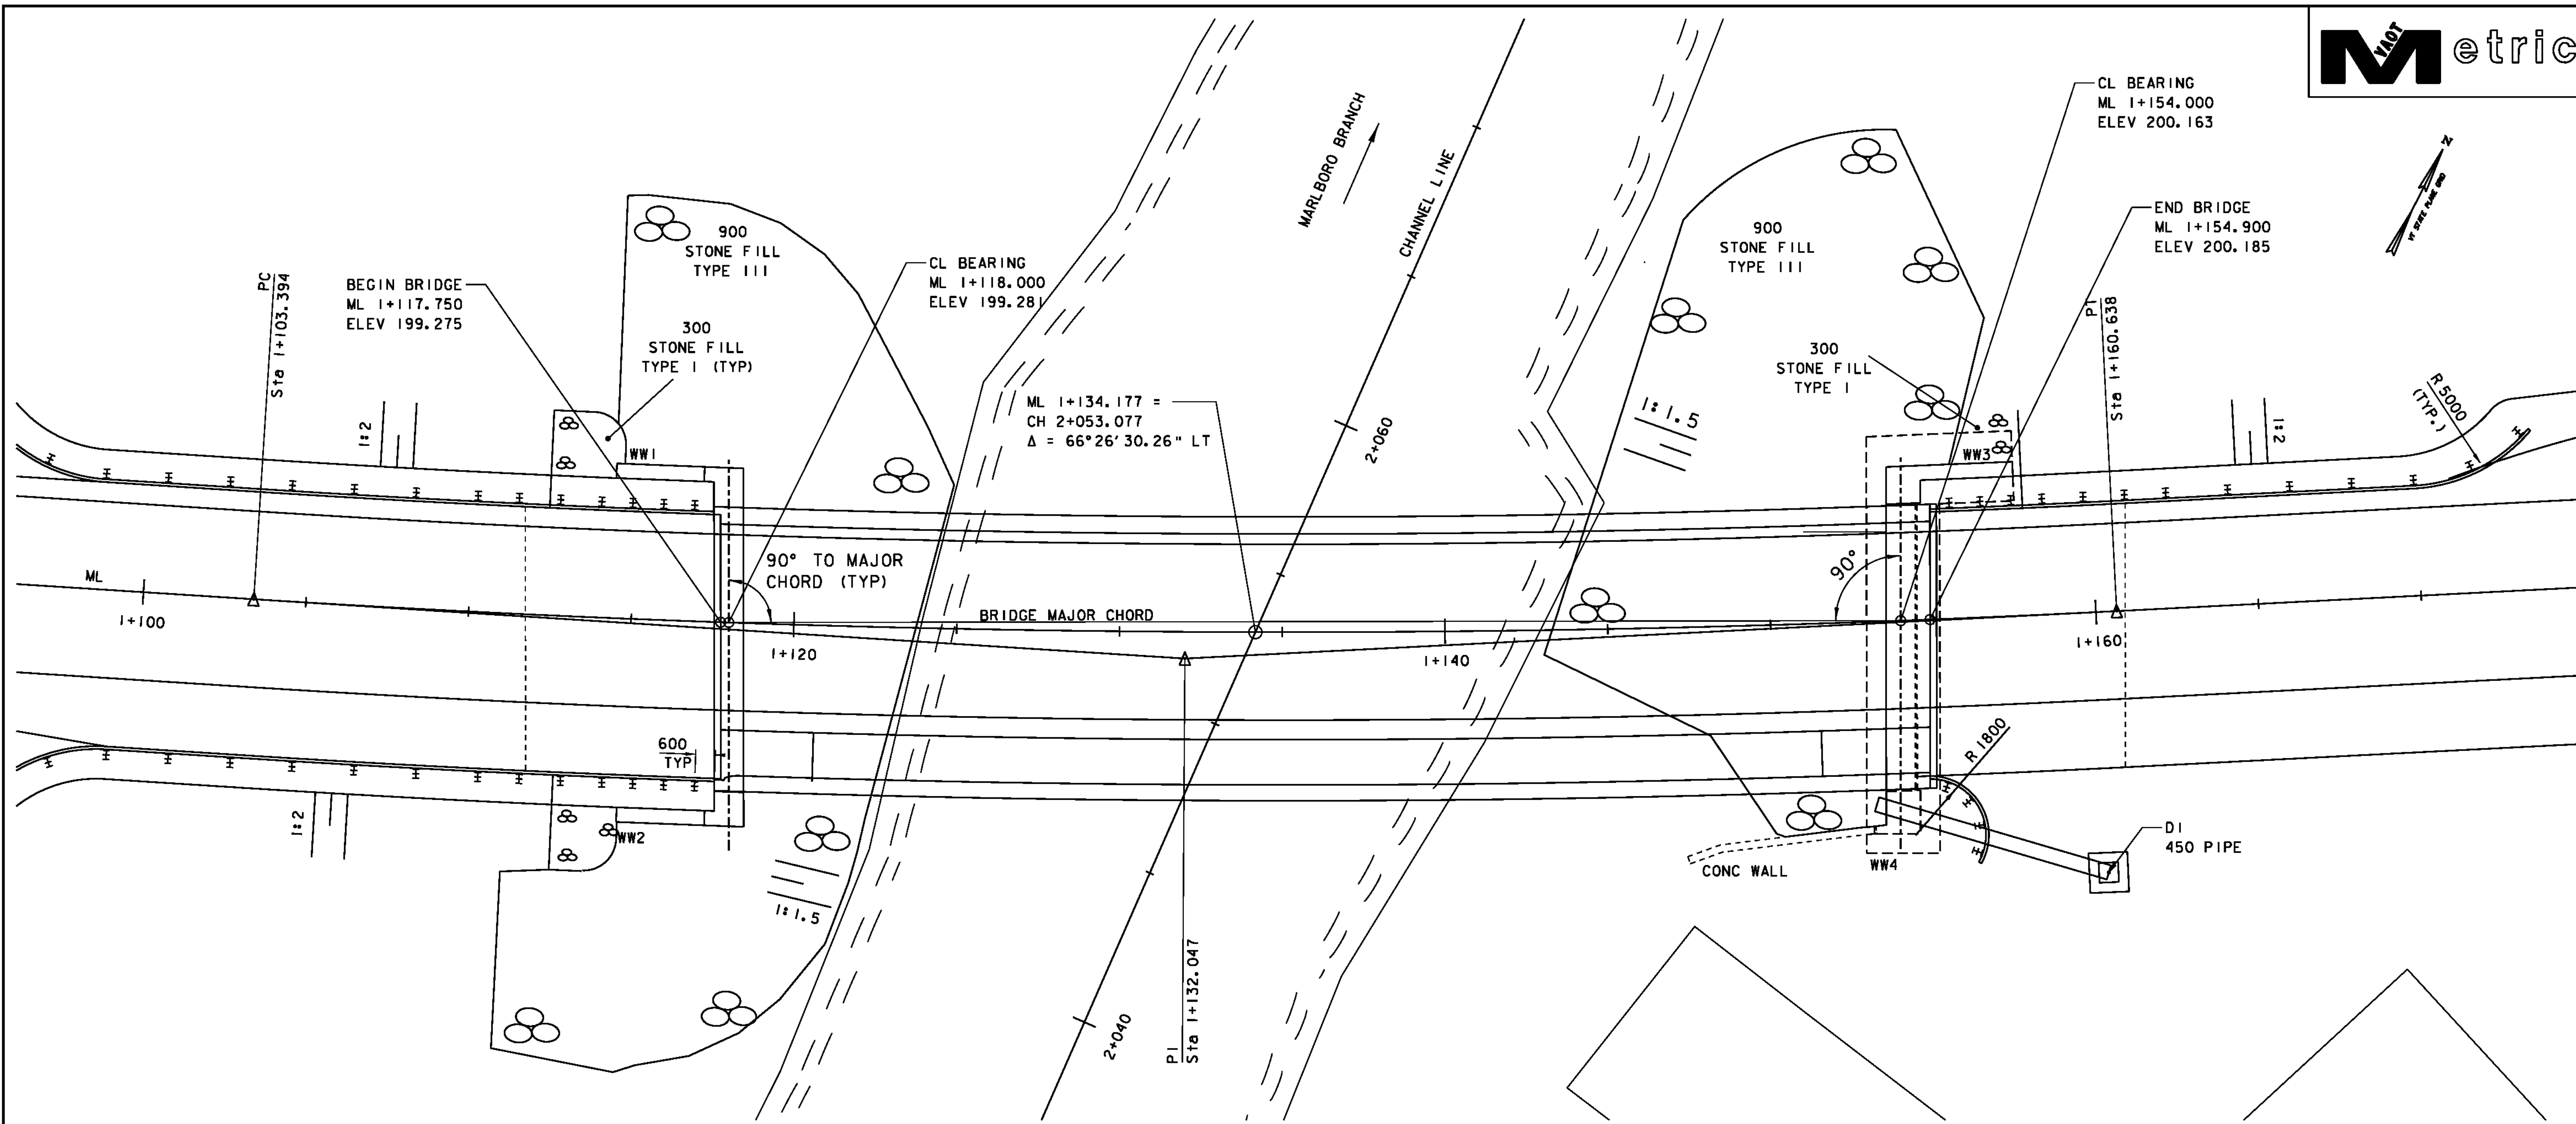 VAOT
Metric
CL BEARING
ML 1+154.000
ELEV 200.163
VT STATE PLANE GRID
N
END BRIDGE
ML 1+154.900
ELEV 200.185
MARLBORO BRANCH
CHANNEL LINE
900
STONE FILL
TYPE III
900
STONE FILL
TYPE III
PC
Sta 1+103.394
BEGIN BRIDGE
ML 1+117.750
ELEV 199.275
CL BEARING
ML 1+118.000
ELEV 199.281
300
STONE FILL
TYPE I (TYP)
300
STONE FILL
TYPE I
PT
Sta 1+160.638
R 5000
(TYP.)
ML 1+134.177 =
CH 2+053.077
Δ = 66°26'30.26" LT
1:2
1:1.5
1:2
2+060
WW1
WW3
90° TO MAJOR
CHORD (TYP)
90°
ML
1+100
BRIDGE MAJOR CHORD
1+120
1+140
1+160
600
TYP
R 1800
1:2
WW2
CONC WALL
WW4
D1
450 PIPE
1:1.5
2+040
PI
Sta 1+132.047